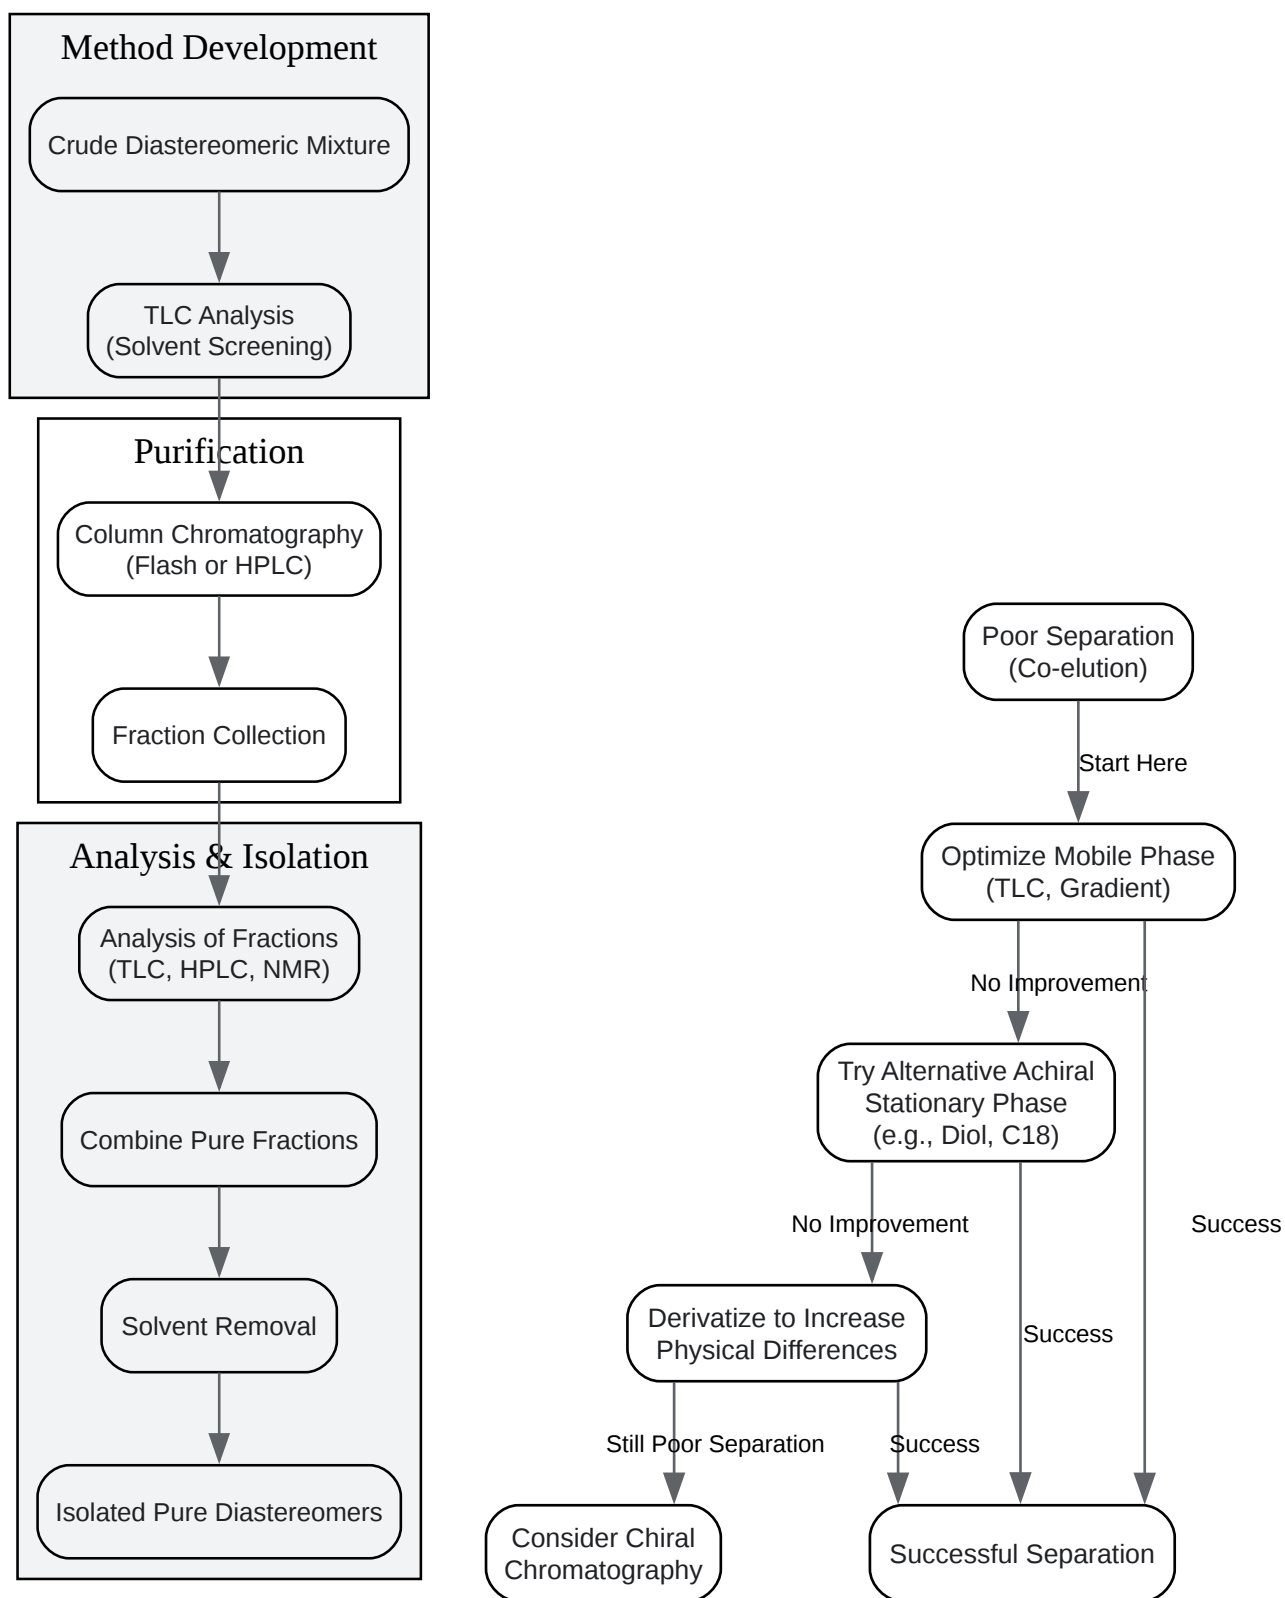 Method Development
Crude Diastereomeric Mixture
TLC Analysis
(Solvent Screening)
Purification
Column Chromatography
(Flash or HPLC)
Fraction Collection
Analysis & Isolation
Analysis of Fractions
(TLC, HPLC, NMR)
Combine Pure Fractions
Solvent Removal
Isolated Pure Diastereomers
Poor Separation
(Co-elution)
Start Here
Optimize Mobile Phase
(TLC, Gradient)
No Improvement
Try Alternative Achiral
Stationary Phase
(e.g., Diol, C18)
No Improvement
Success
Derivatize to Increase
Physical Differences
Success
Still Poor Separation
Success
Consider Chiral
Chromatography
Successful Separation